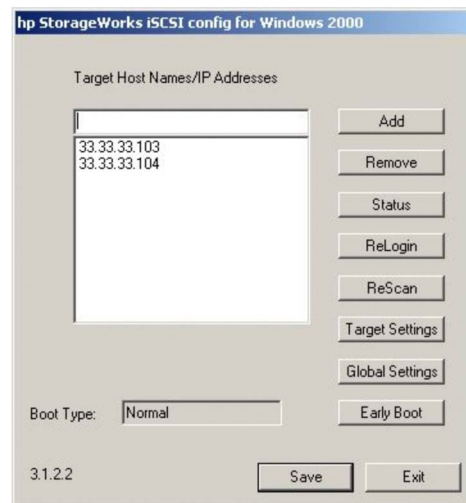 hp StorageWorks iSCSI config for Windows 2000
Target Host Names/IP Addresses
Add
33.33.33.103
33.33.33.104
Remove
Status
ReLogin
ReScan
Target Settings
Global Settings
Boot Type: Normal
Early Boot
3.1.2.2
Save
Exit